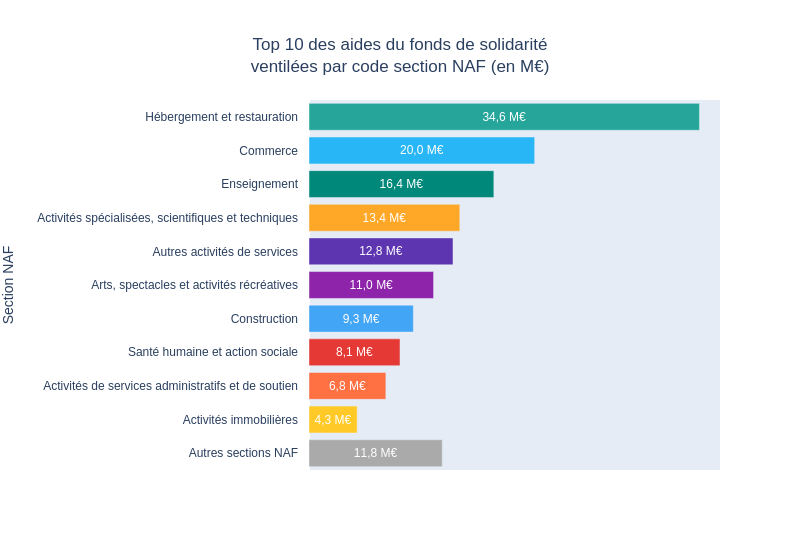 Top 10 des aides du fonds de solidarité
ventilées par code section NAF (en M€)
Section NAF
Hébergement et restauration 34,6 M€
Commerce 20,0 M€
Enseignement 16,4 M€
Activités spécialisées, scientifiques et techniques 13,4 M€
Autres activités de services 12,8 M€
Arts, spectacles et activités récréatives 11,0 M€
Construction 9,3 M€
Santé humaine et action sociale 8,1 M€
Activités de services administratifs et de soutien 6,8 M€
Activités immobilières 4,3 M€
Autres sections NAF 11,8 M€